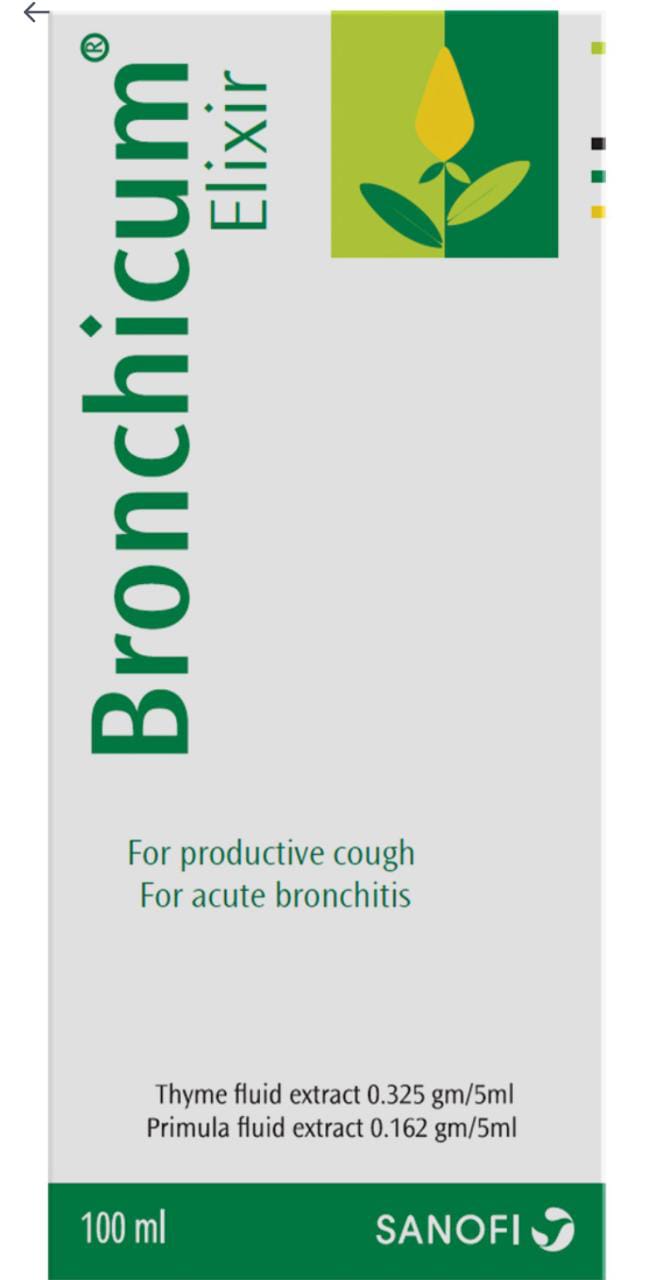 Bronchicum®
Elixir
For productive cough
For acute bronchitis
Thyme fluid extract 0.325 gm/5ml
Primula fluid extract 0.162 gm/5ml
100 ml
SANOFI